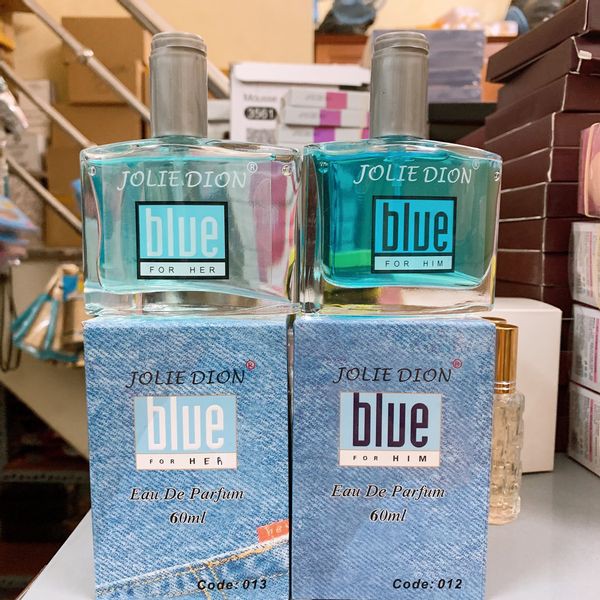 Mousse
3561
JOLIE DION®
blue
FOR HER
JOLIE DION®
blue
FOR HIM
JOLIE DION®
blue
FOR HER
Eau De Parfum
60ml
Code: 013
JOLIE DION®
blue
FOR HIM
Eau De Parfum
60ml
Code: 012